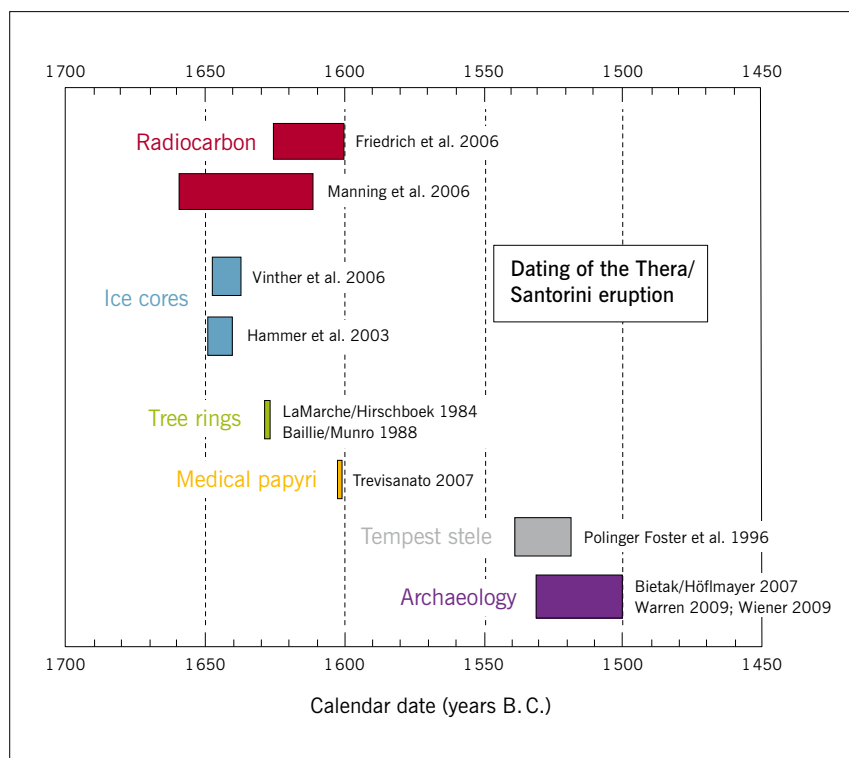 1700 1650 1600 1550 1500 1450
Radiocarbon
Friedrich et al. 2006
Manning et al. 2006
Ice cores
Vinther et al. 2006
Hammer et al. 2003
Dating of the Thera/
Santorini eruption
Tree rings
LaMarche/Hirschboek 1984
Baillie/Munro 1988
Medical papyri
Trevisanato 2007
Tempest stele
Polinger Foster et al. 1996
Archaeology
Bietak/Höflmayer 2007
Warren 2009; Wiener 2009
1700 1650 1600 1550 1500 1450
Calendar date (years B. C.)